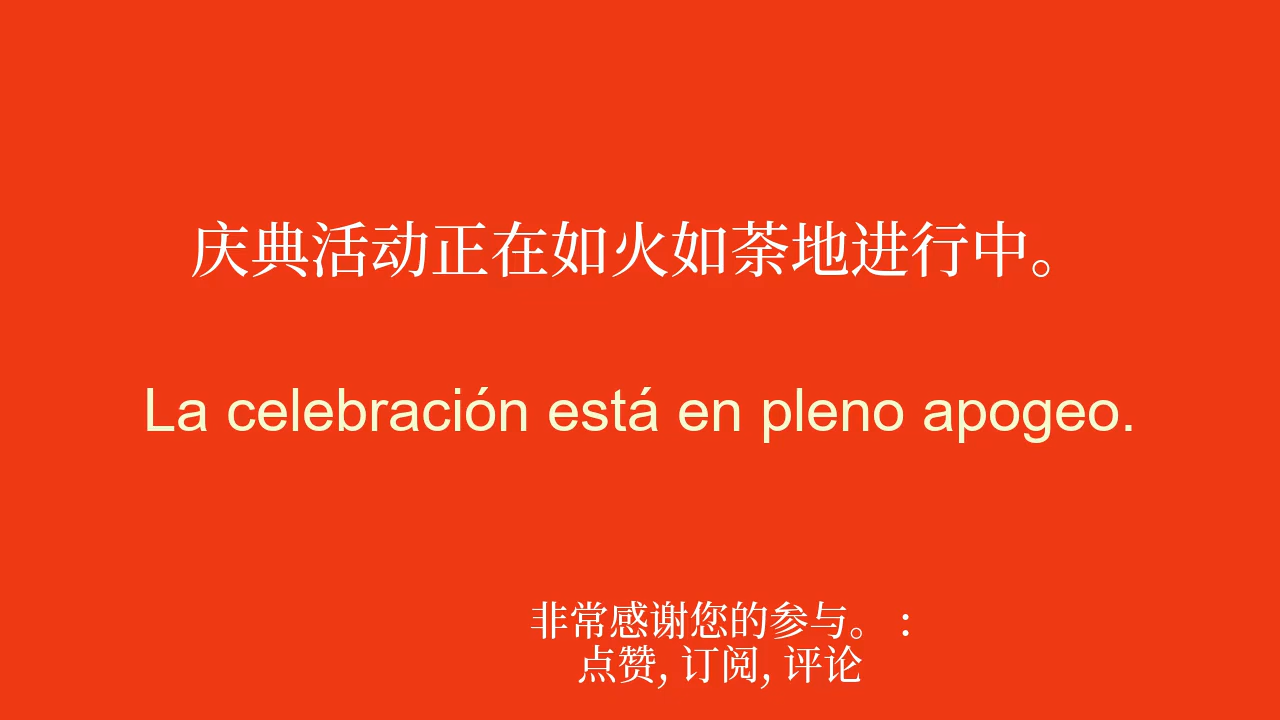 庆典活动正在如火如荼地进行中。
La celebración está en pleno apogeo.
非常感谢您的参与。 :
点赞, 订阅, 评论